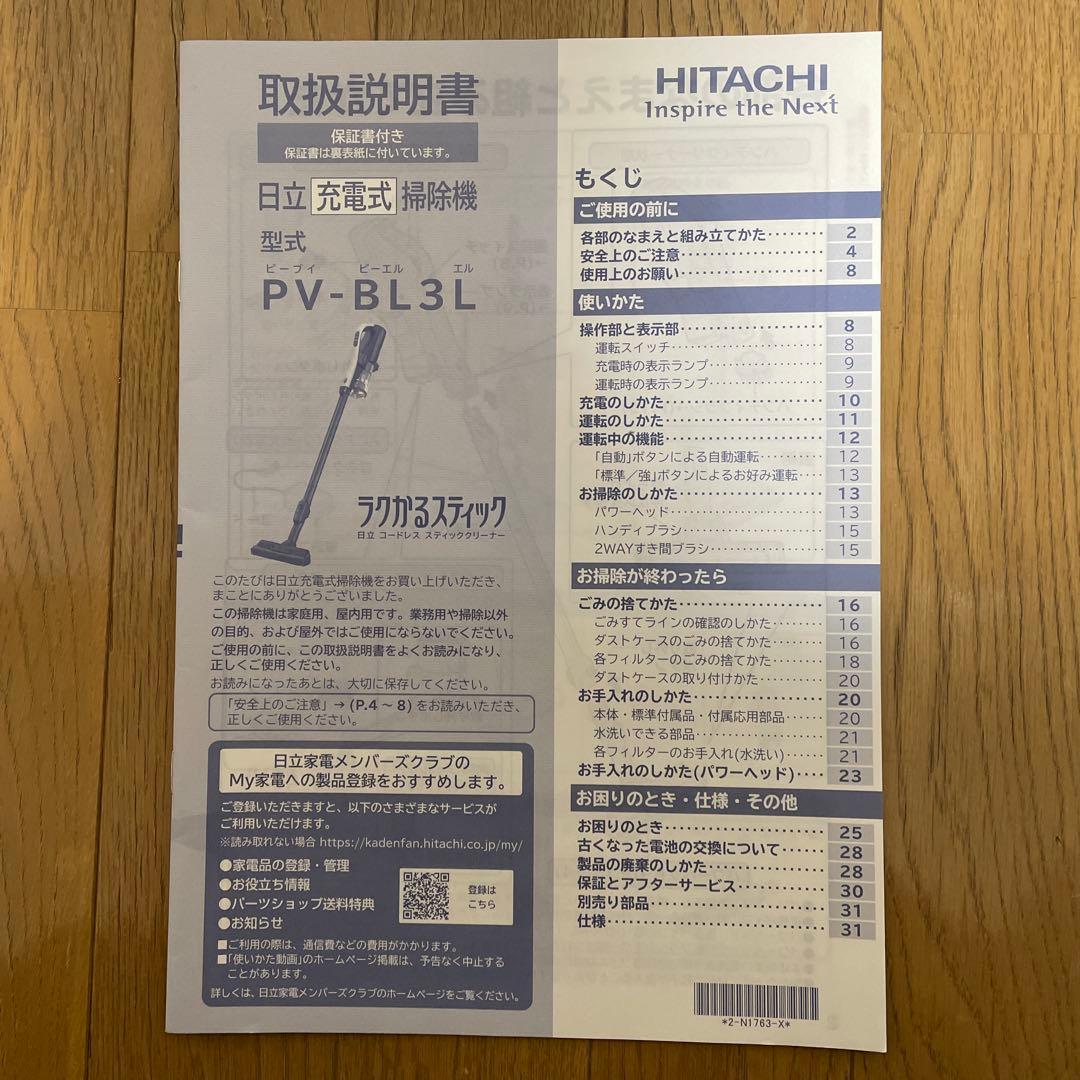 取扱説明書
保証書付き
保証書は裏表紙に付いています。
日立 充電式 掃除機
型式
ピーブイ ビーエル エル
PV-BL3L
ラクかるスティック
日立 コードレス スティッククリーナー
このたびは日立充電式掃除機をお買い上げいただき、
まことにありがとうございました。
この掃除機は家庭用、屋内用です。業務用や掃除以外
の目的、および屋外ではご使用にならないでください。
ご使用の前に、この取扱説明書をよくお読みになり、
正しくご使用ください。
お読みになったあとは、大切に保存してください。
「安全上のご注意」→ (P.4 ~ 8) をお読みいただき、
正しくご使用ください。
日立家電メンバーズクラブの
My家電への製品登録をおすすめします。
ご登録いただきますと、以下のさまざまなサービスが
ご利用いただけます。
※読み取れない場合 https://kadenfan.hitachi.co.jp/my/
●家電品の登録・管理
●お役立ち情報
●パーツショップ送料特典
●お知らせ
登録は
こちら
■ご利用の際は、通信費などの費用がかかります。
■「使いかた動画」のホームページ掲載は、予告なく中止する
ことがあります。
詳しくは、日立家電メンバーズクラブのホームページをご覧ください。
HITACHI
Inspire the Next
もくじ
ご使用の前に
各部のなまえと組み立てかた········ 2
安全上のご注意···················· 4
使用上のお願い···················· 8
使いかた
操作部と表示部···················· 8
運転スイッチ···················· 8
充電時の表示ランプ··············· 9
運転時の表示ランプ··············· 9
充電のしかた······················ 10
運転のしかた······················ 11
運転中の機能······················ 12
「自動」ボタンによる自動運転········ 12
「標準/強」ボタンによるお好み運転··· 13
お掃除のしかた···················· 13
パワーヘッド···················· 13
ハンディブラシ·················· 15
2WAYすき間ブラシ··············· 15
お掃除が終わったら
ごみの捨てかた···················· 16
ごみすてラインの確認のしかた······ 16
ダストケースのごみの捨てかた······ 16
各フィルターのごみの捨てかた······ 18
ダストケースの取り付けかた········ 20
お手入れのしかた·················· 20
本体・標準付属品・付属応用部品····· 20
水洗いできる部品················· 21
各フィルターのお手入れ(水洗い)···· 21
お手入れのしかた(パワーヘッド)···· 23
お困りのとき・仕様・その他
お困りのとき······················ 25
古くなった電池の交換について······ 28
製品の廃棄のしかた················ 28
保証とアフターサービス············ 30
別売り部品························ 31
仕様······························ 31
*2-N1763-X*